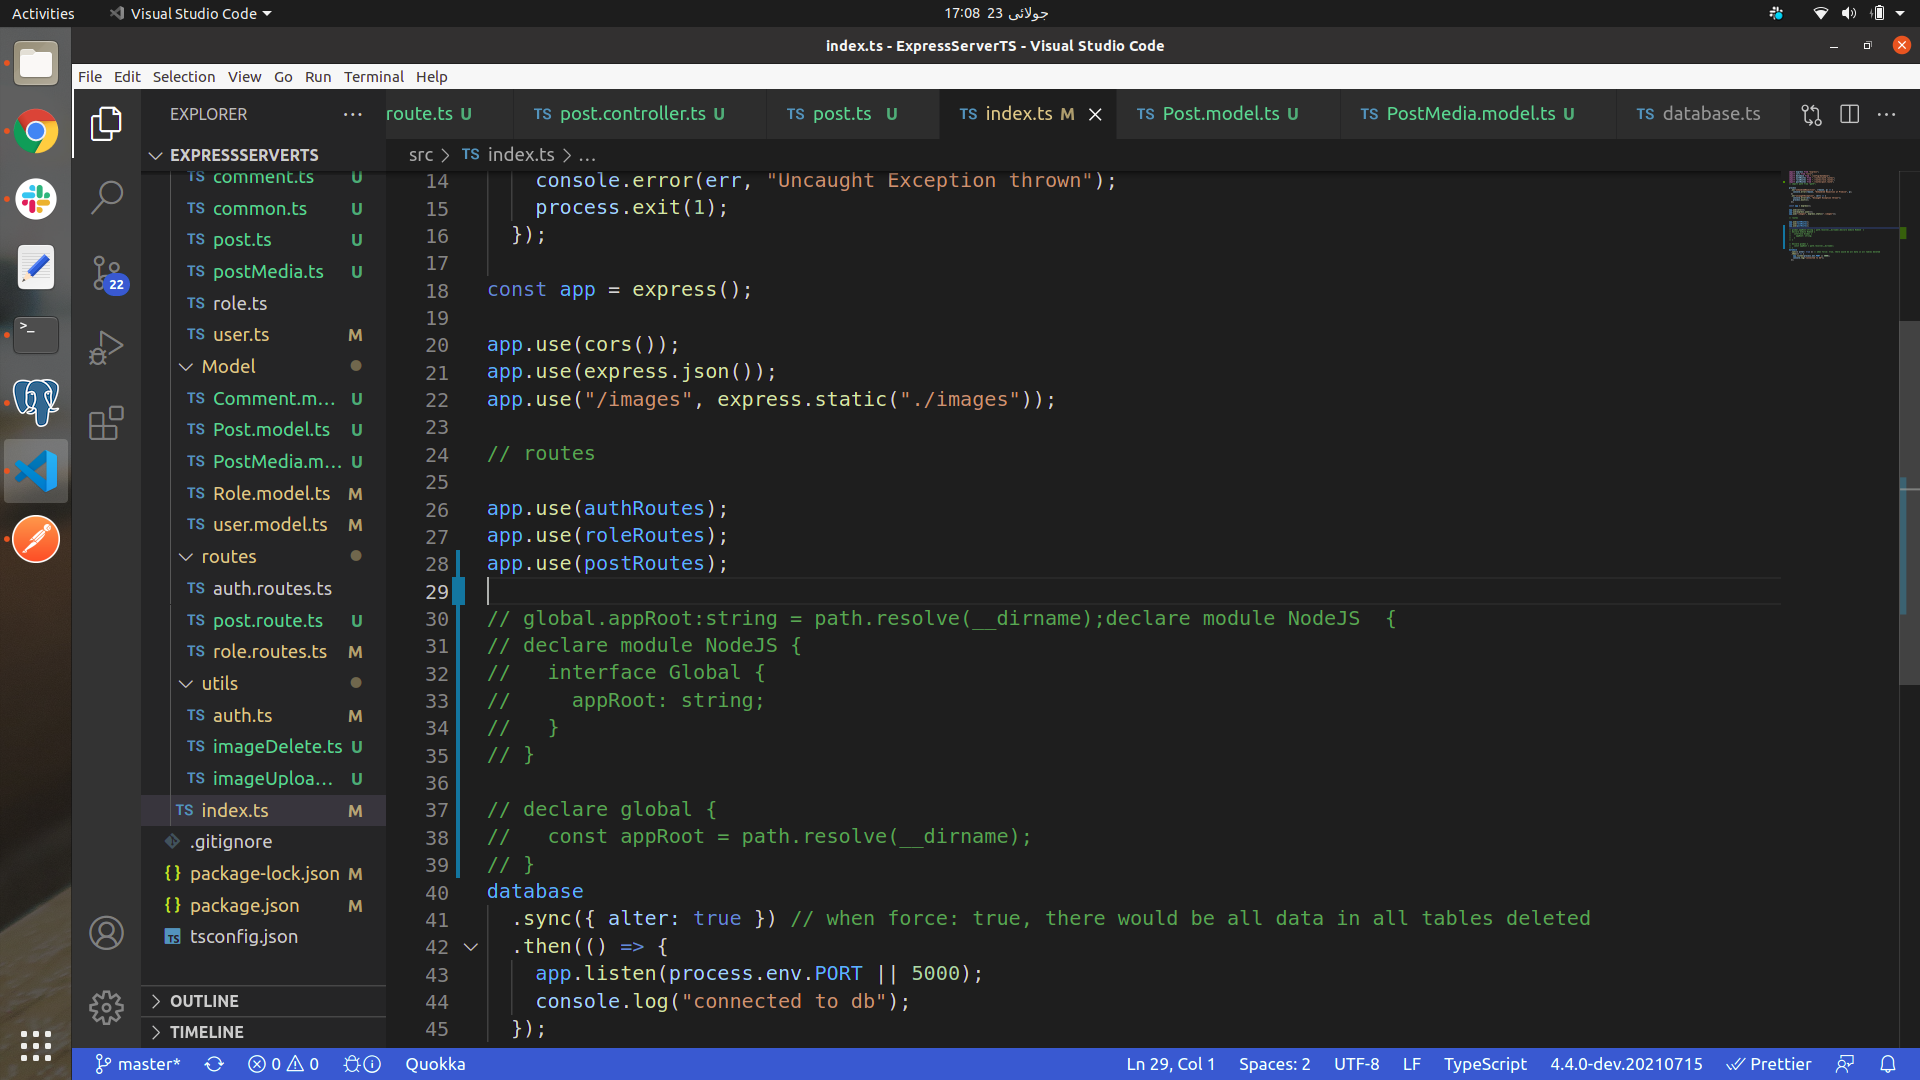 Activities
Visual Studio Code
17:08 23 جولائی
index.ts - ExpressServerTS - Visual Studio Code
File Edit Selection View Go Run Terminal Help
EXPLORER
route.ts U
TS post.controller.ts U
TS post.ts U
TS index.ts M
TS Post.model.ts U
TS PostMedia.model.ts U
TS database.ts
EXPRESSSERVERTS
src > TS index.ts > ...
TS comment.ts U
TS common.ts U
TS post.ts U
TS postMedia.ts U
TS role.ts
TS user.ts M
Model
TS Comment.m... U
TS Post.model.ts U
TS PostMedia.m... U
TS Role.model.ts M
TS user.model.ts M
routes
TS auth.routes.ts
TS post.route.ts U
TS role.routes.ts M
utils
TS auth.ts M
TS imageDelete.ts U
TS imageUploa... U
TS index.ts M
.gitignore
{} package-lock.json M
{} package.json M
TS tsconfig.json
OUTLINE
TIMELINE
22
14 console.error(err, "Uncaught Exception thrown");
15 process.exit(1);
16 });
17
18 const app = express();
19
20 app.use(cors());
21 app.use(express.json());
22 app.use("/images", express.static("./images"));
23
24 // routes
25
26 app.use(authRoutes);
27 app.use(roleRoutes);
28 app.use(postRoutes);
29
30 // global.appRoot:string = path.resolve(__dirname);declare module NodeJS  {
31 // declare module NodeJS {
32 //   interface Global {
33 //     appRoot: string;
34 //   }
35 // }
36
37 // declare global {
38 //   const appRoot = path.resolve(__dirname);
39 // }
40 database
41 .sync({ alter: true }) // when force: true, there would be all data in all tables deleted
42 .then(() => {
43 app.listen(process.env.PORT || 5000);
44 console.log("connected to db");
45 });
master* 0 0 Quokka
Ln 29, Col 1 Spaces: 2 UTF-8 LF TypeScript 4.4.0-dev.20210715 Prettier